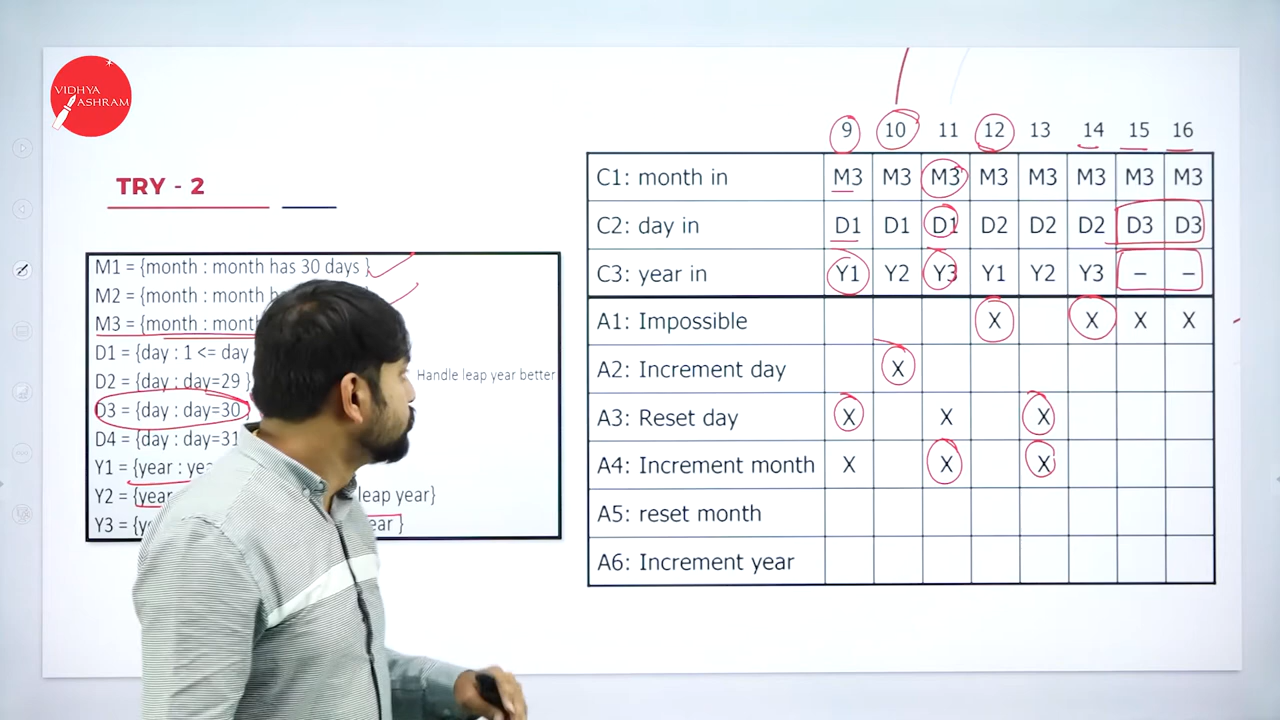 VIDHYA
ASHRAM
TRY - 2
M1 = {month : month has 30 days }
M2 = {month : month
M3 = {month : month
D1 = {day : 1 <= day
D2 = {day : day=29 }
Handle leap year better
D3 = {day : day=30}
D4 = {day : day=31
Y1 = {year : yea
Y2 = {year leap year}
Y3 = {ye ear }
9 10 11 12 13 14 15 16
C1: month in M3 M3 M3 M3 M3 M3 M3 M3
C2: day in D1 D1 D1 D2 D2 D2 D3 D3
C3: year in Y1 Y2 Y3 Y1 Y2 Y3 – –
A1: Impossible X X X X
A2: Increment day X
A3: Reset day X X X
A4: Increment month X X X
A5: reset month
A6: Increment year